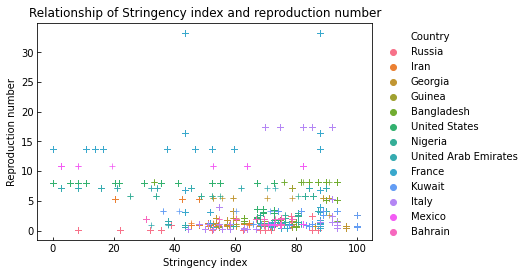 Relationship of Stringency index and reproduction number
Reproduction number
30
25
20
15
10
5
0
0
20
40
60
80
100
Stringency index
Country
Russia
Iran
Georgia
Guinea
Bangladesh
United States
Nigeria
United Arab Emirates
France
Kuwait
Italy
Mexico
Bahrain